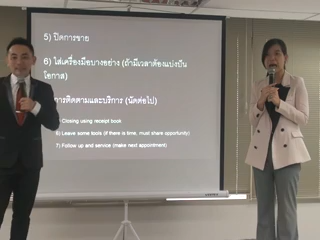 5) ปิดการขาย
6) ใส่เครื่องมือบางอย่าง (ถ้ามีเวลาต้องแบ่งปัน
โอกาส)
การติดตามและบริการ (นัดต่อไป)
Closing using receipt book
6) Leave some tools (if there is time, must share opportunity)
7) Follow up and service (make next appointment)